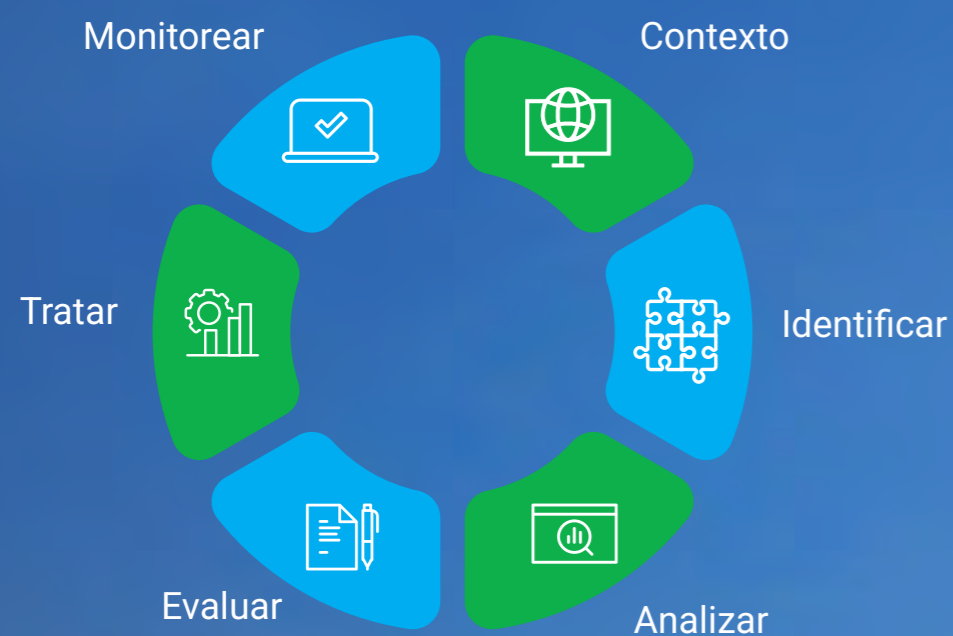 Monitorear
Contexto
Tratar
Identificar
Evaluar
Analizar